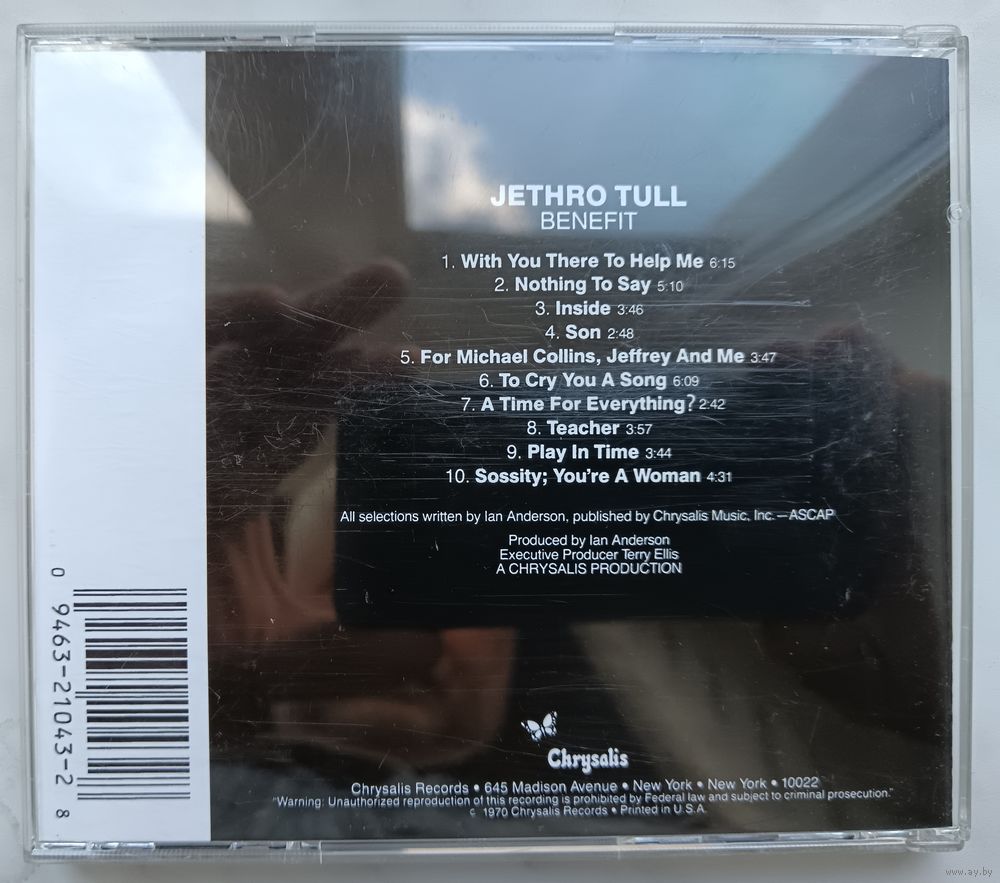 JETHRO TULL
BENEFIT
1. With You There To Help Me 6:15
2. Nothing To Say 5:10
3. Inside 3:46
4. Son 2:48
5. For Michael Collins, Jeffrey And Me 3:47
6. To Cry You A Song 6:09
7. A Time For Everything? 2:42
8. Teacher 3:57
9. Play In Time 3:44
10. Sossity; You're A Woman 4:31
All selections written by Ian Anderson, published by Chrysalis Music, Inc.—ASCAP
Produced by Ian Anderson
Executive Producer Terry Ellis
A CHRYSALIS PRODUCTION
0 9463-21043-2 8
Chrysalis
Chrysalis Records • 645 Madison Avenue • New York • New York • 10022
"Warning: Unauthorized reproduction of this recording is prohibited by Federal law and subject to criminal prosecution."
c 1970 Chrysalis Records • Printed in U.S.A.
www.ay.by